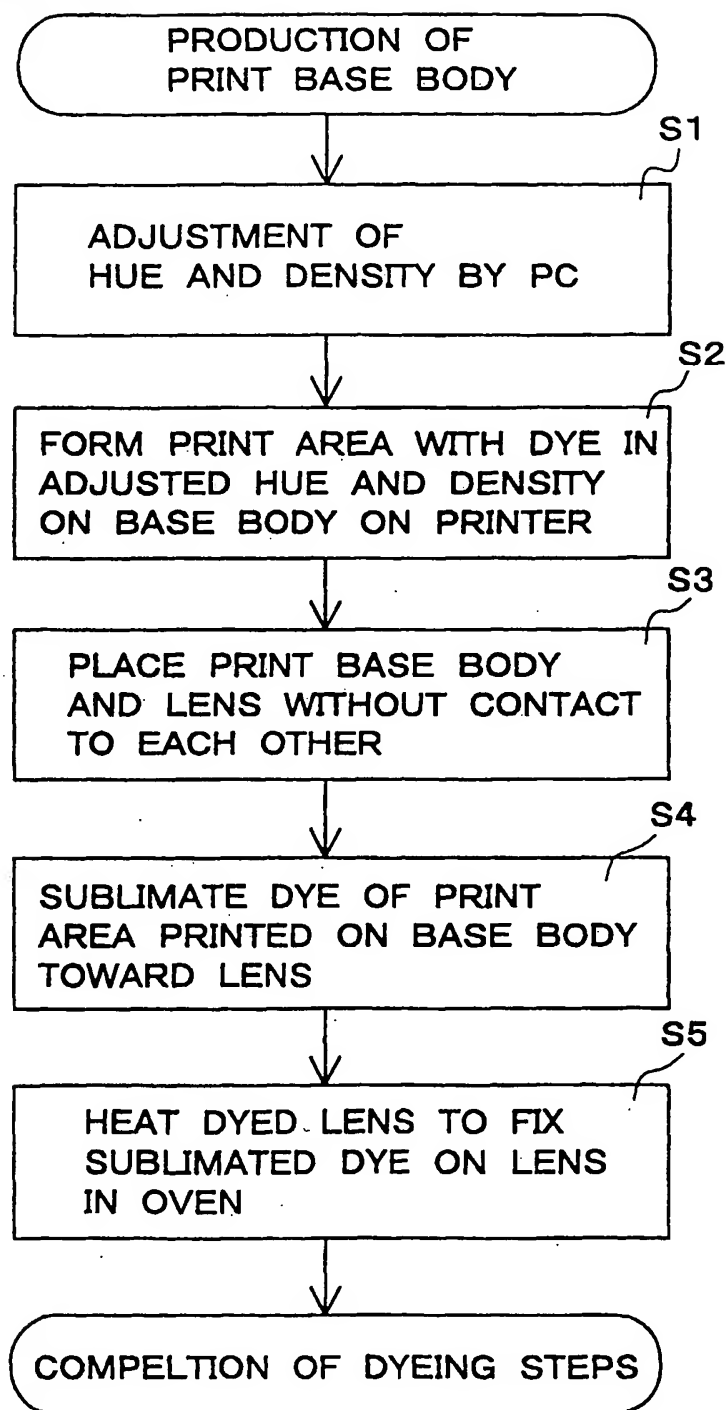 PRODUCTION OF
PRINT BASE BODY
S1
ADJUSTMENT OF
HUE AND DENSITY BY PC
S2
FORM PRINT AREA WITH DYE IN
ADJUSTED HUE AND DENSITY
ON BASE BODY ON PRINTER
S3
PLACE PRINT BASE BODY
AND LENS WITHOUT CONTACT
TO EACH OTHER
S4
SUBLIMATE DYE OF PRINT
AREA PRINTED ON BASE BODY
TOWARD LENS
S5
HEAT DYED LENS TO FIX
SUBLIMATED DYE ON LENS
IN OVEN
COMPELTION OF DYEING STEPS